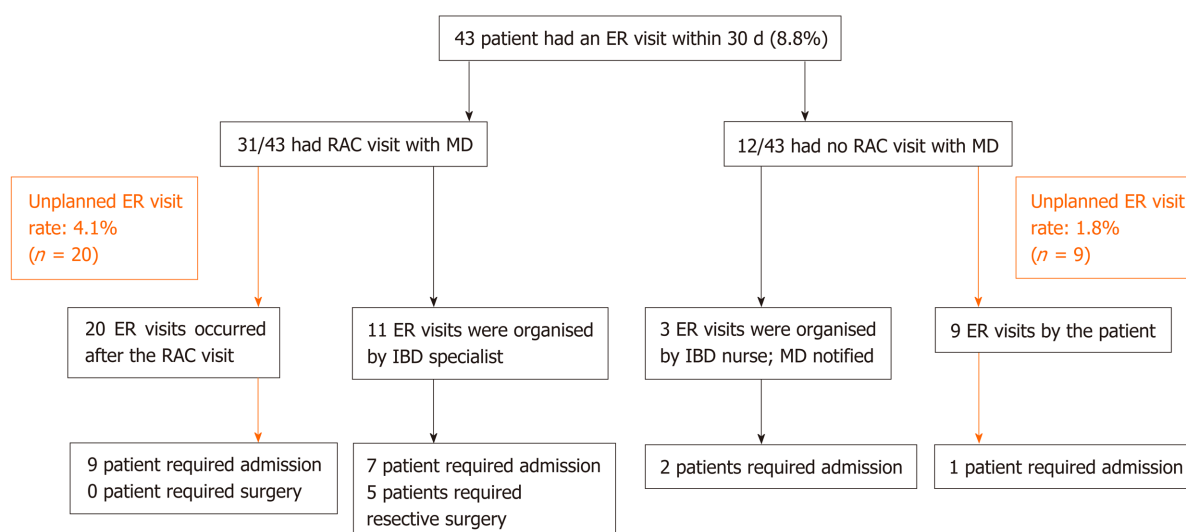 43 patient had an ER visit within 30 d (8.8%)
31/43 had RAC visit with MD
12/43 had no RAC visit with MD
Unplanned ER visit
rate: 4.1%
(n = 20)
Unplanned ER visit
rate: 1.8%
(n = 9)
20 ER visits occurred
after the RAC visit
11 ER visits were organised
by IBD specialist
3 ER visits were organised
by IBD nurse; MD notified
9 ER visits by the patient
9 patient required admission
0 patient required surgery
7 patient required admission
5 patients required
resective surgery
2 patients required admission
1 patient required admission